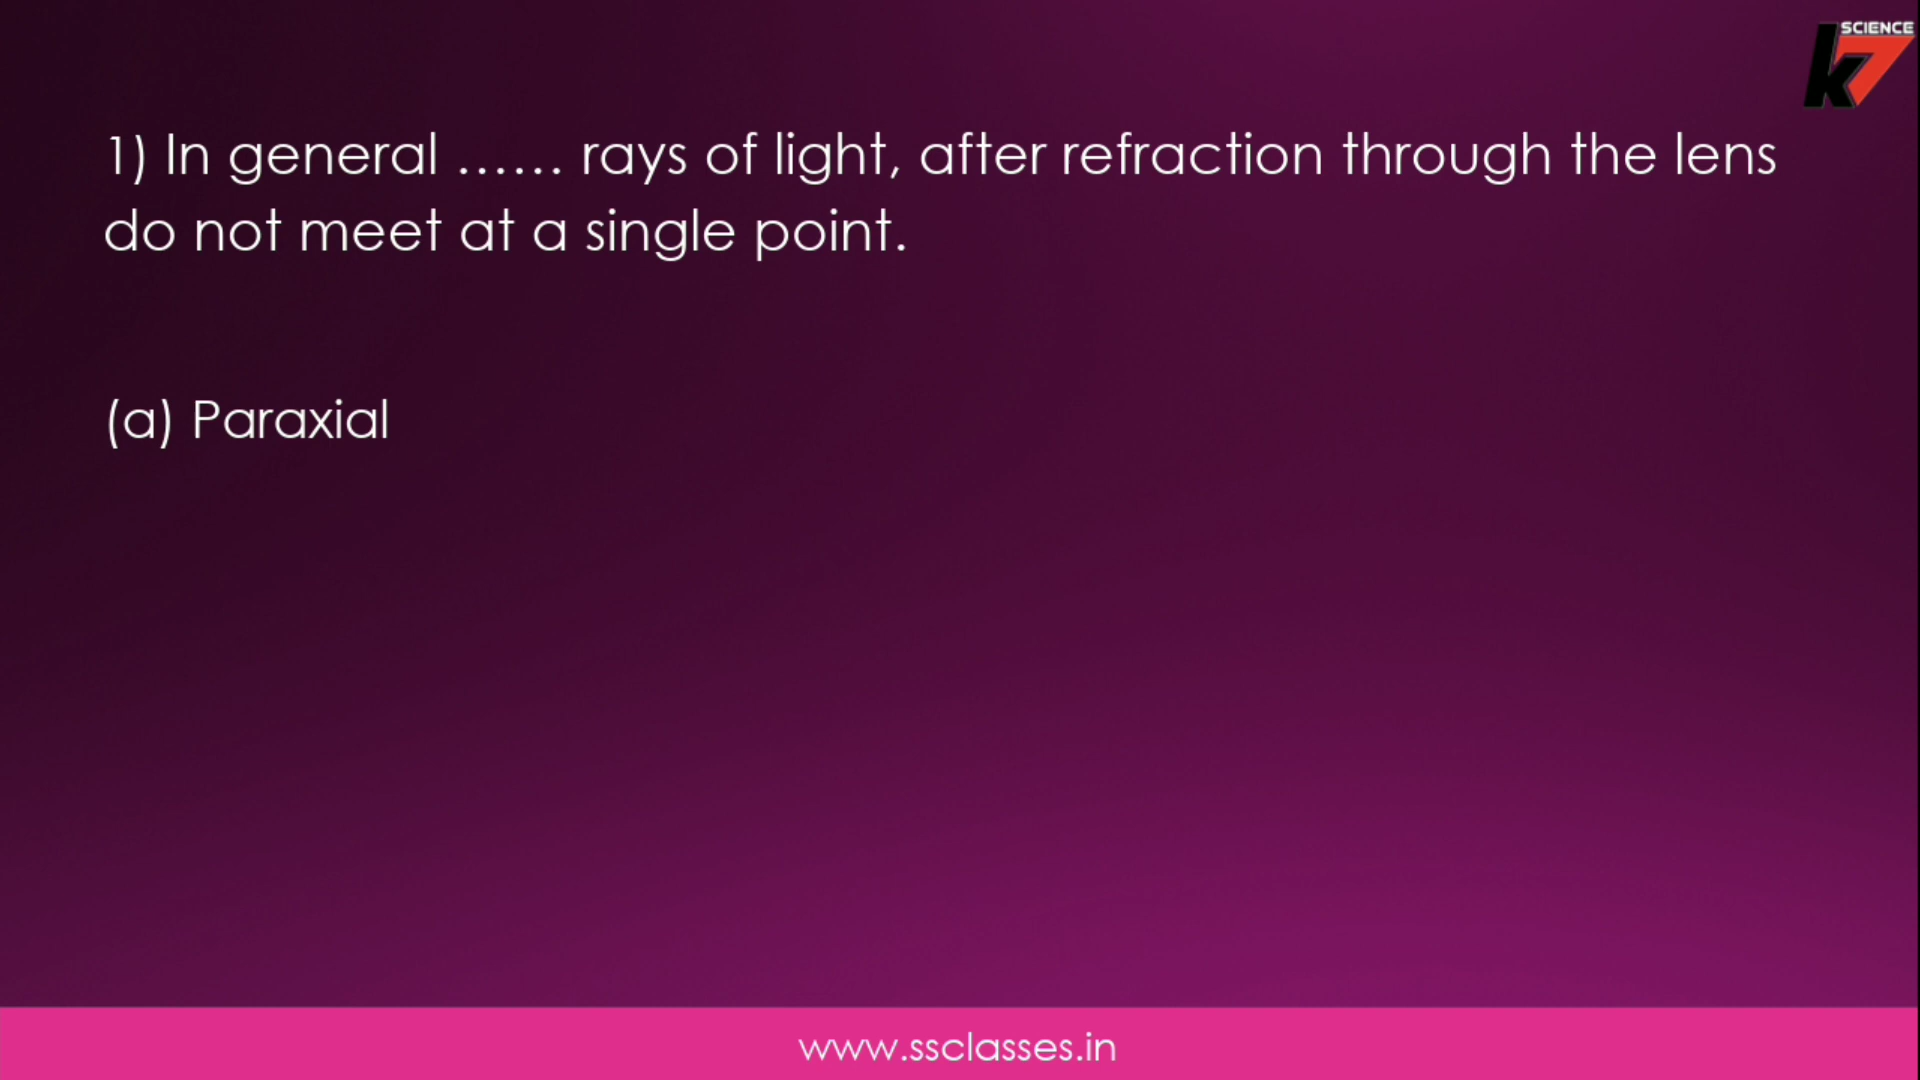 SCIENCE
k7
1) In general ...... rays of light, after refraction through the lens
do not meet at a single point.
(a) Paraxial
www.ssclasses.in